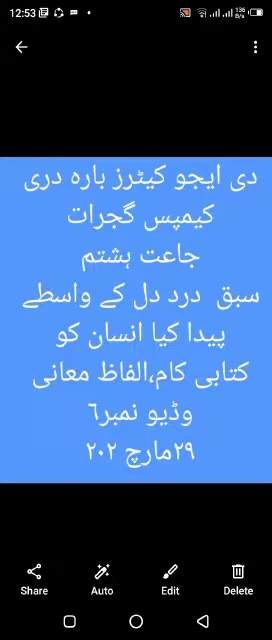 12:53
136 B/s
دی ایجو کیٹرز بارہ دری
کیمپس گجرات
جاعت ہشتم
سبق درد دل کے واسطے
پیدا کیا انسان کو
کتابی کام،الفاظ معانی
وڈیو نمبر٦
٢٩مارچ ٢٠٢
Share Auto Edit Delete